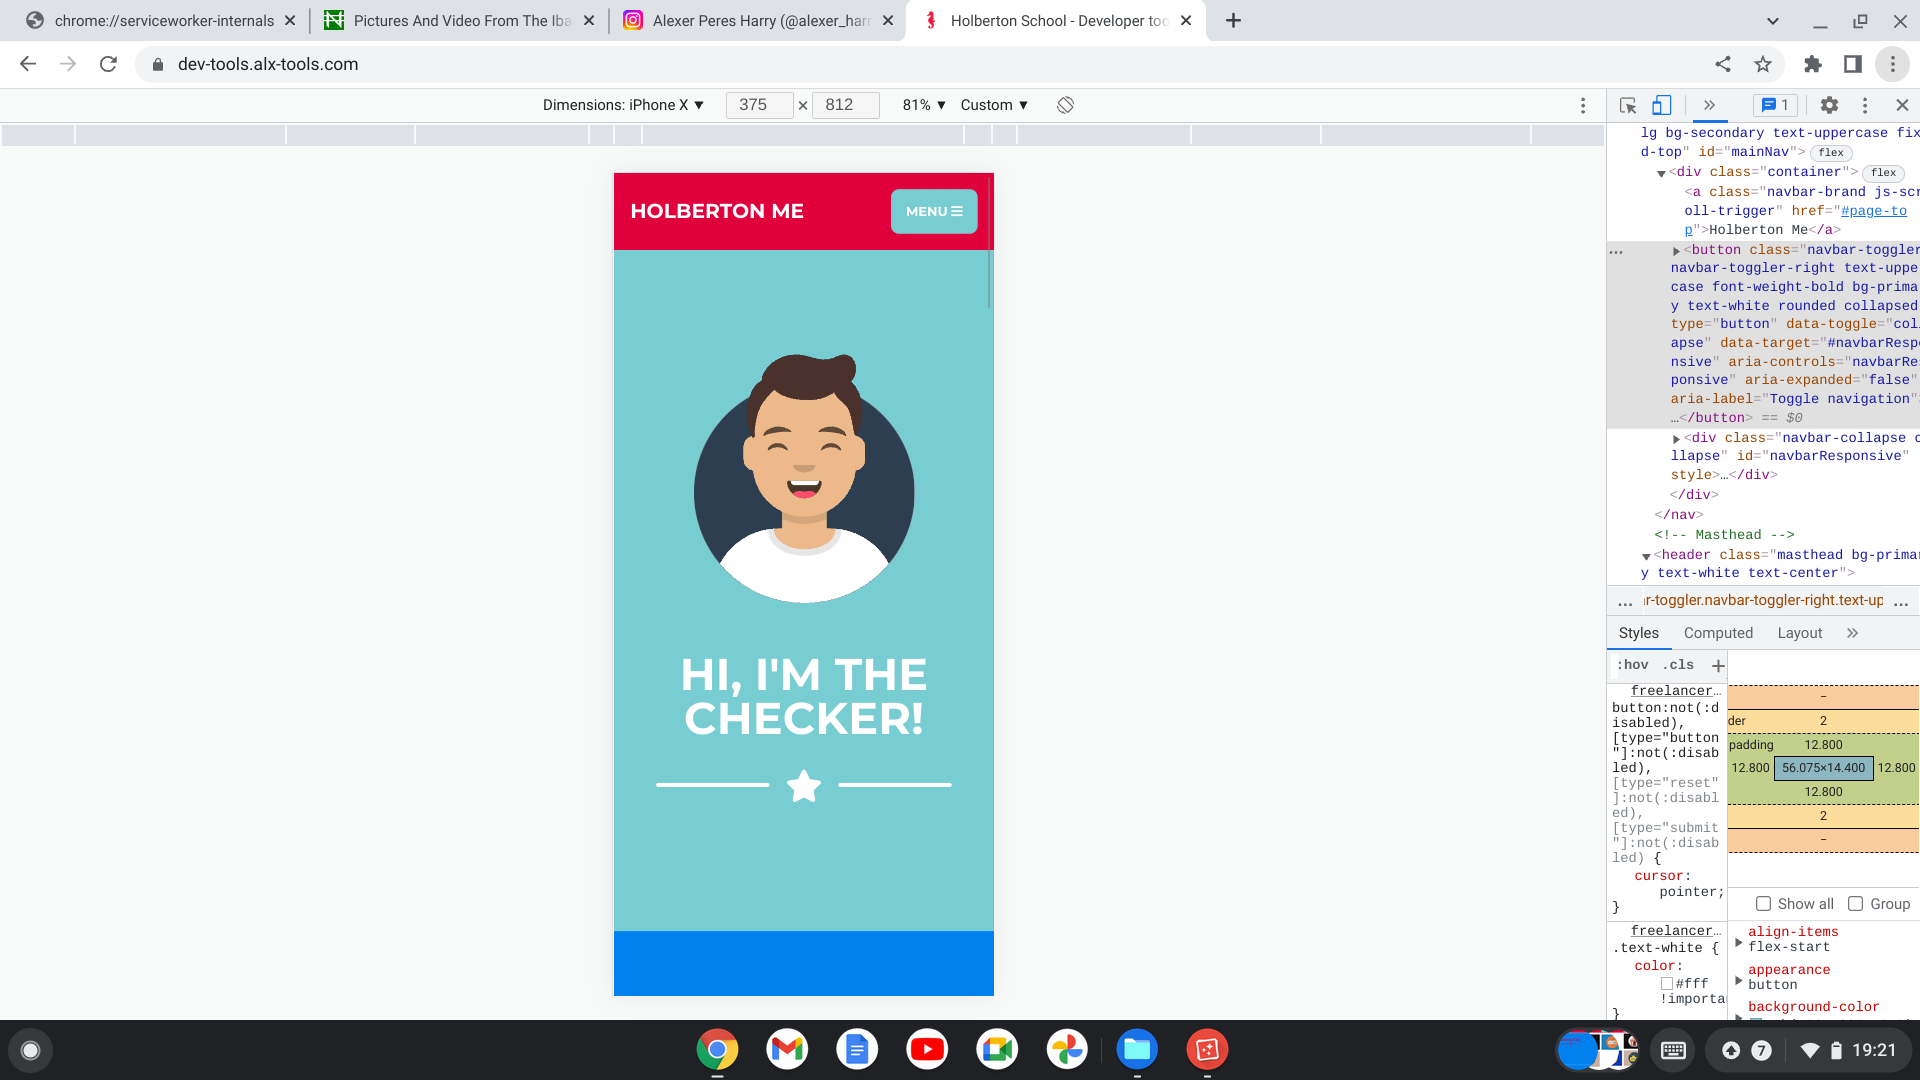 chrome://serviceworker-internals
Pictures And Video From The Iba
Alexer Peres Harry (@alexer_harr
Holberton School - Developer too
dev-tools.alx-tools.com
Dimensions: iPhone X ▼ 375 × 812 81% ▼ Custom ▼
1
HOLBERTON ME
MENU
HI, I'M THE
CHECKER!
lg bg-secondary text-uppercase fix
d-top" id="mainNav"> flex
<div class="container"> flex
<a class="navbar-brand js-scr
oll-trigger" href="#page-to
p">Holberton Me</a>
… <button class="navbar-toggler
navbar-toggler-right text-uppe
case font-weight-bold bg-prima
y text-white rounded collapsed
type="button" data-toggle="col
apse" data-target="#navbarRespo
nsive" aria-controls="navbarRe
ponsive" aria-expanded="false"
aria-label="Toggle navigation">
…</button> == $0
<div class="navbar-collapse c
llapse" id="navbarResponsive"
style>…</div>
</div>
</nav>
<!-- Masthead -->
<header class="masthead bg-primar
y text-white text-center">
… r-toggler.navbar-toggler-right.text-up …
Styles Computed Layout
:hov .cls +
freelancer…
button:not(:d
isabled),
[type="button
"]:not(:disab
led),
[type="reset"
]:not(:disabl
ed),
[type="submit
"]:not(:disab
led) {
cursor:
pointer;
}
freelancer…
.text-white {
color:
#fff
!importa
}
–
der 2
padding 12.800
12.800 56.075×14.400 12.800
12.800
2
–
Show all Group
align-items
flex-start
appearance
button
background-color
7 19:21